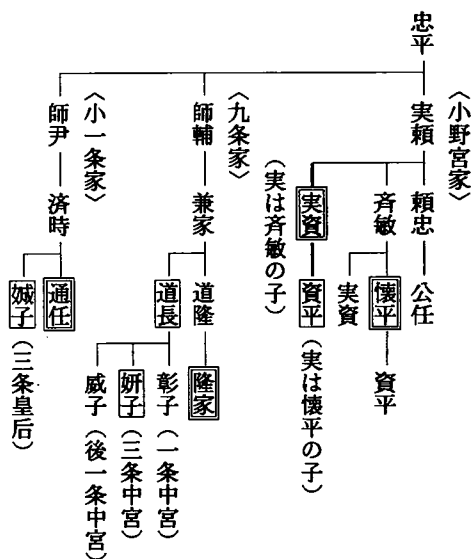 忠平
〈小野宮家〉
実頼
頼忠
公任
斉敏
懐平
資平
実資
実資
(実は斉敏の子)
資平
(実は懐平の子)
〈九条家〉
師輔
兼家
道隆
隆家
道長
彰子(一条中宮)
妍子(三条中宮)
威子(後一条中宮)
〈小一条家〉
師尹
済時
通任
娍子(三条皇后)